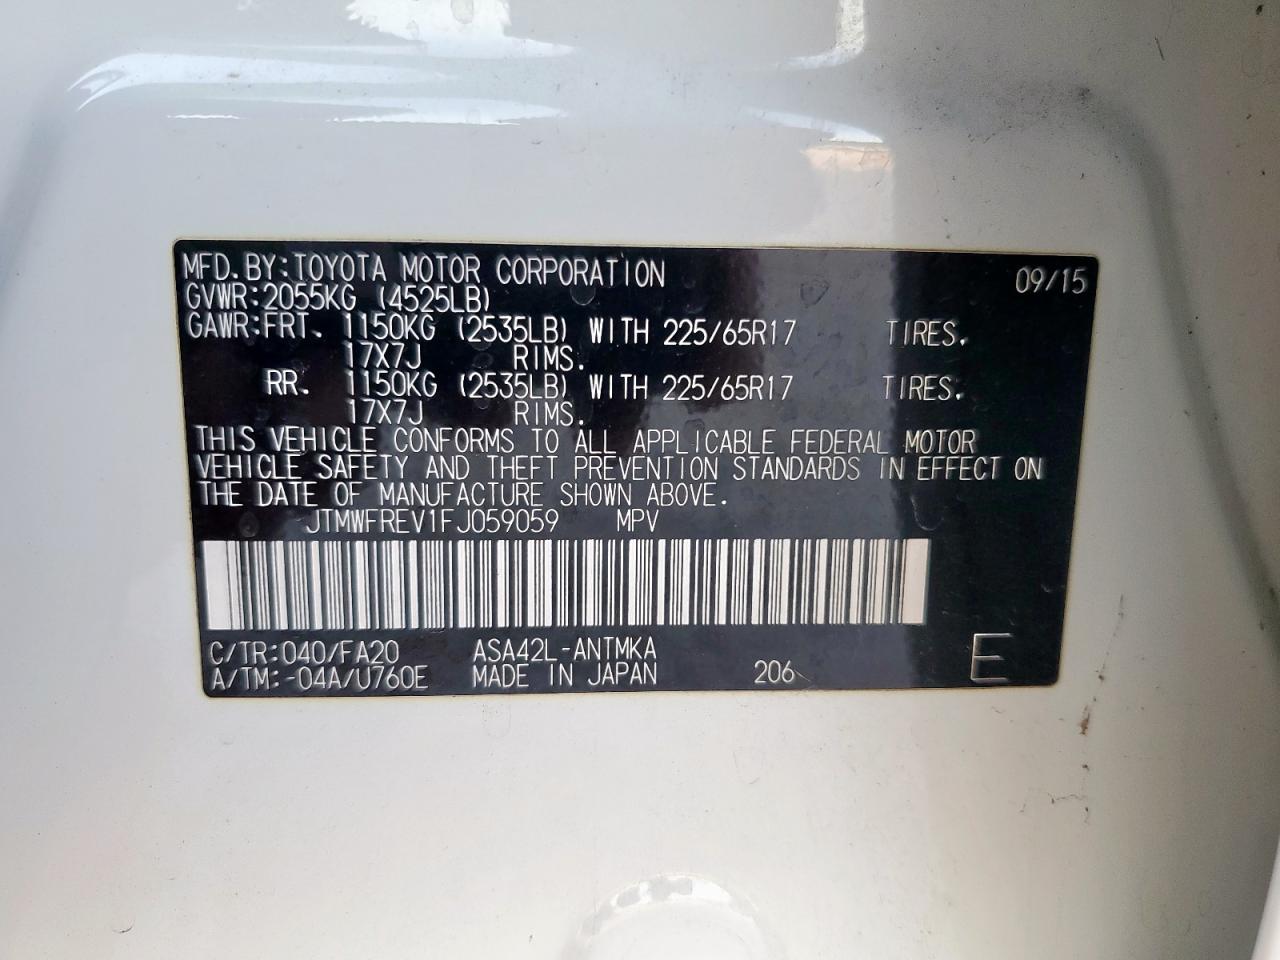 MFD.BY:TOYOTA MOTOR CORPORATION 09/15
GVWR:2055KG (4525LB)
GAWR:FRT. 1150KG (2535LB) WITH 225/65R17 TIRES.
17X7J RIMS.
RR. 1150KG (2535LB) WITH 225/65R17 TIRES.
17X7J RIMS.
THIS VEHICLE CONFORMS TO ALL APPLICABLE FEDERAL MOTOR
VEHICLE SAFETY AND THEFT PREVENTION STANDARDS IN EFFECT ON
THE DATE OF MANUFACTURE SHOWN ABOVE.
JTMWFREV1FJ059059 MPV
C/TR:040/FA20 ASA42L-ANTMKA
A/TM:-04A/U760E MADE IN JAPAN 206 E